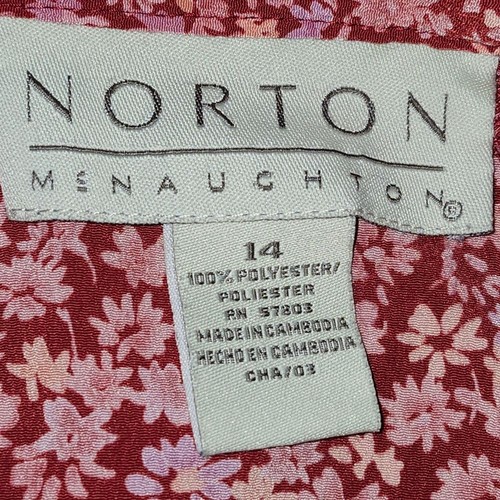 NORTON
MCNAUGHTON®
14
100% POLYESTER/
POLIESTER
RN 57803
MADE IN CAMBODIA
HECHO EN CAMBODIA
CHA/03